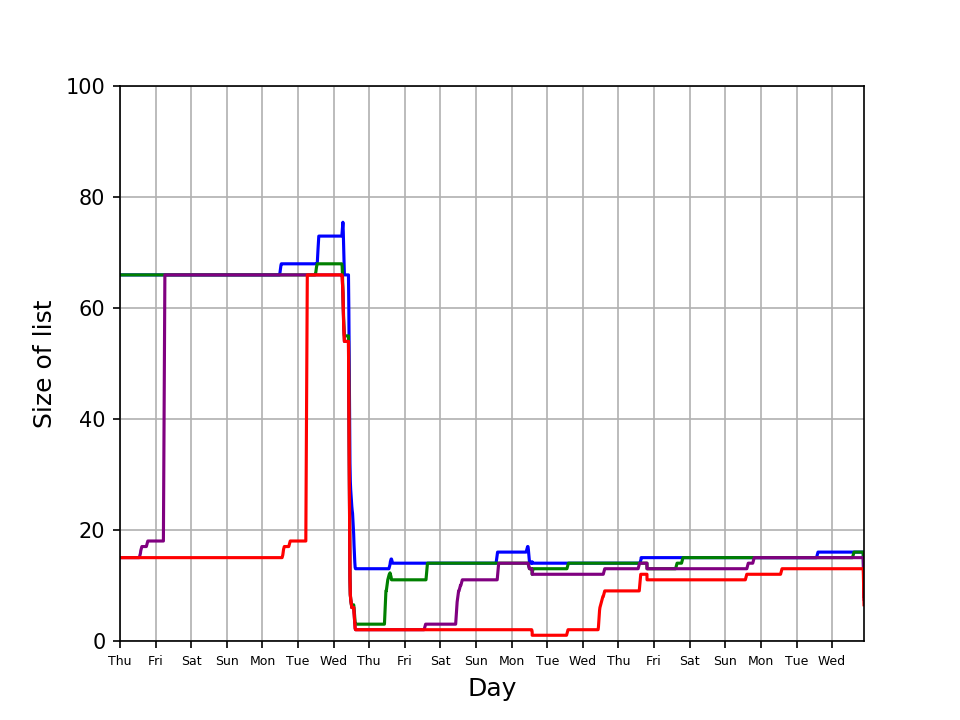 100
80
60
40
20
0
Size of list
Thu Fri Sat Sun Mon Tue Wed Thu Fri Sat Sun Mon Tue Wed Thu Fri Sat Sun Mon Tue Wed
Day